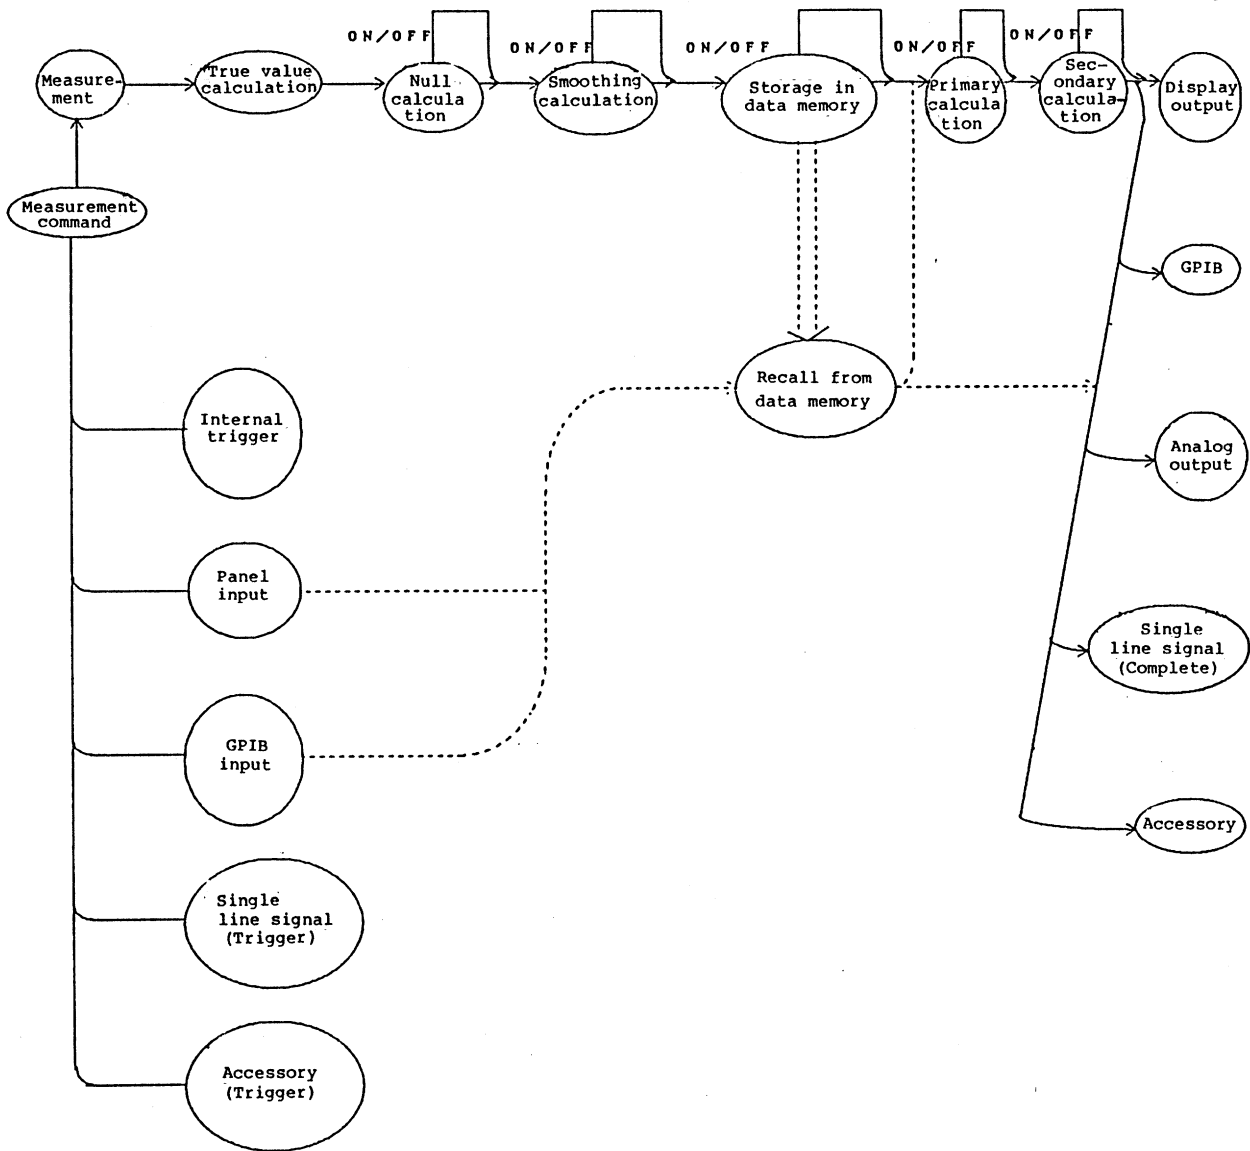 ON/OFF
ON/OFF
ON/OFF
ON/OFF
ON/OFF
Measure-
ment
True value
calculation
Null
calcula
tion
Smoothing
calculation
Storage in
data memory
Primary
calcula
tion
Sec-
ondary
calcula-
tion
Display
output
Measurement
command
GPIB
Recall from
data memory
Internal
trigger
Analog
output
Panel
input
Single
line signal
(Complete)
GPIB
input
Accessory
Single
line signal
(Trigger)
Accessory
(Trigger)